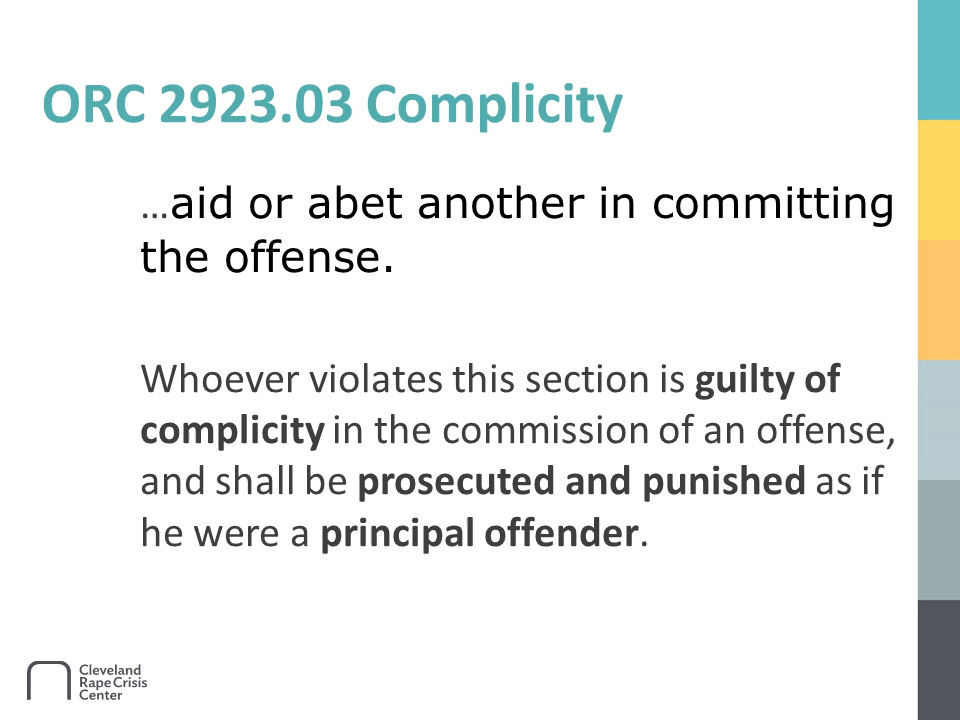 ORC 2923.03 Complicity
…aid or abet another in committing
the offense.
Whoever violates this section is guilty of
complicity in the commission of an offense,
and shall be prosecuted and punished as if
he were a principal offender.
Cleveland
Rape Crisis
Center